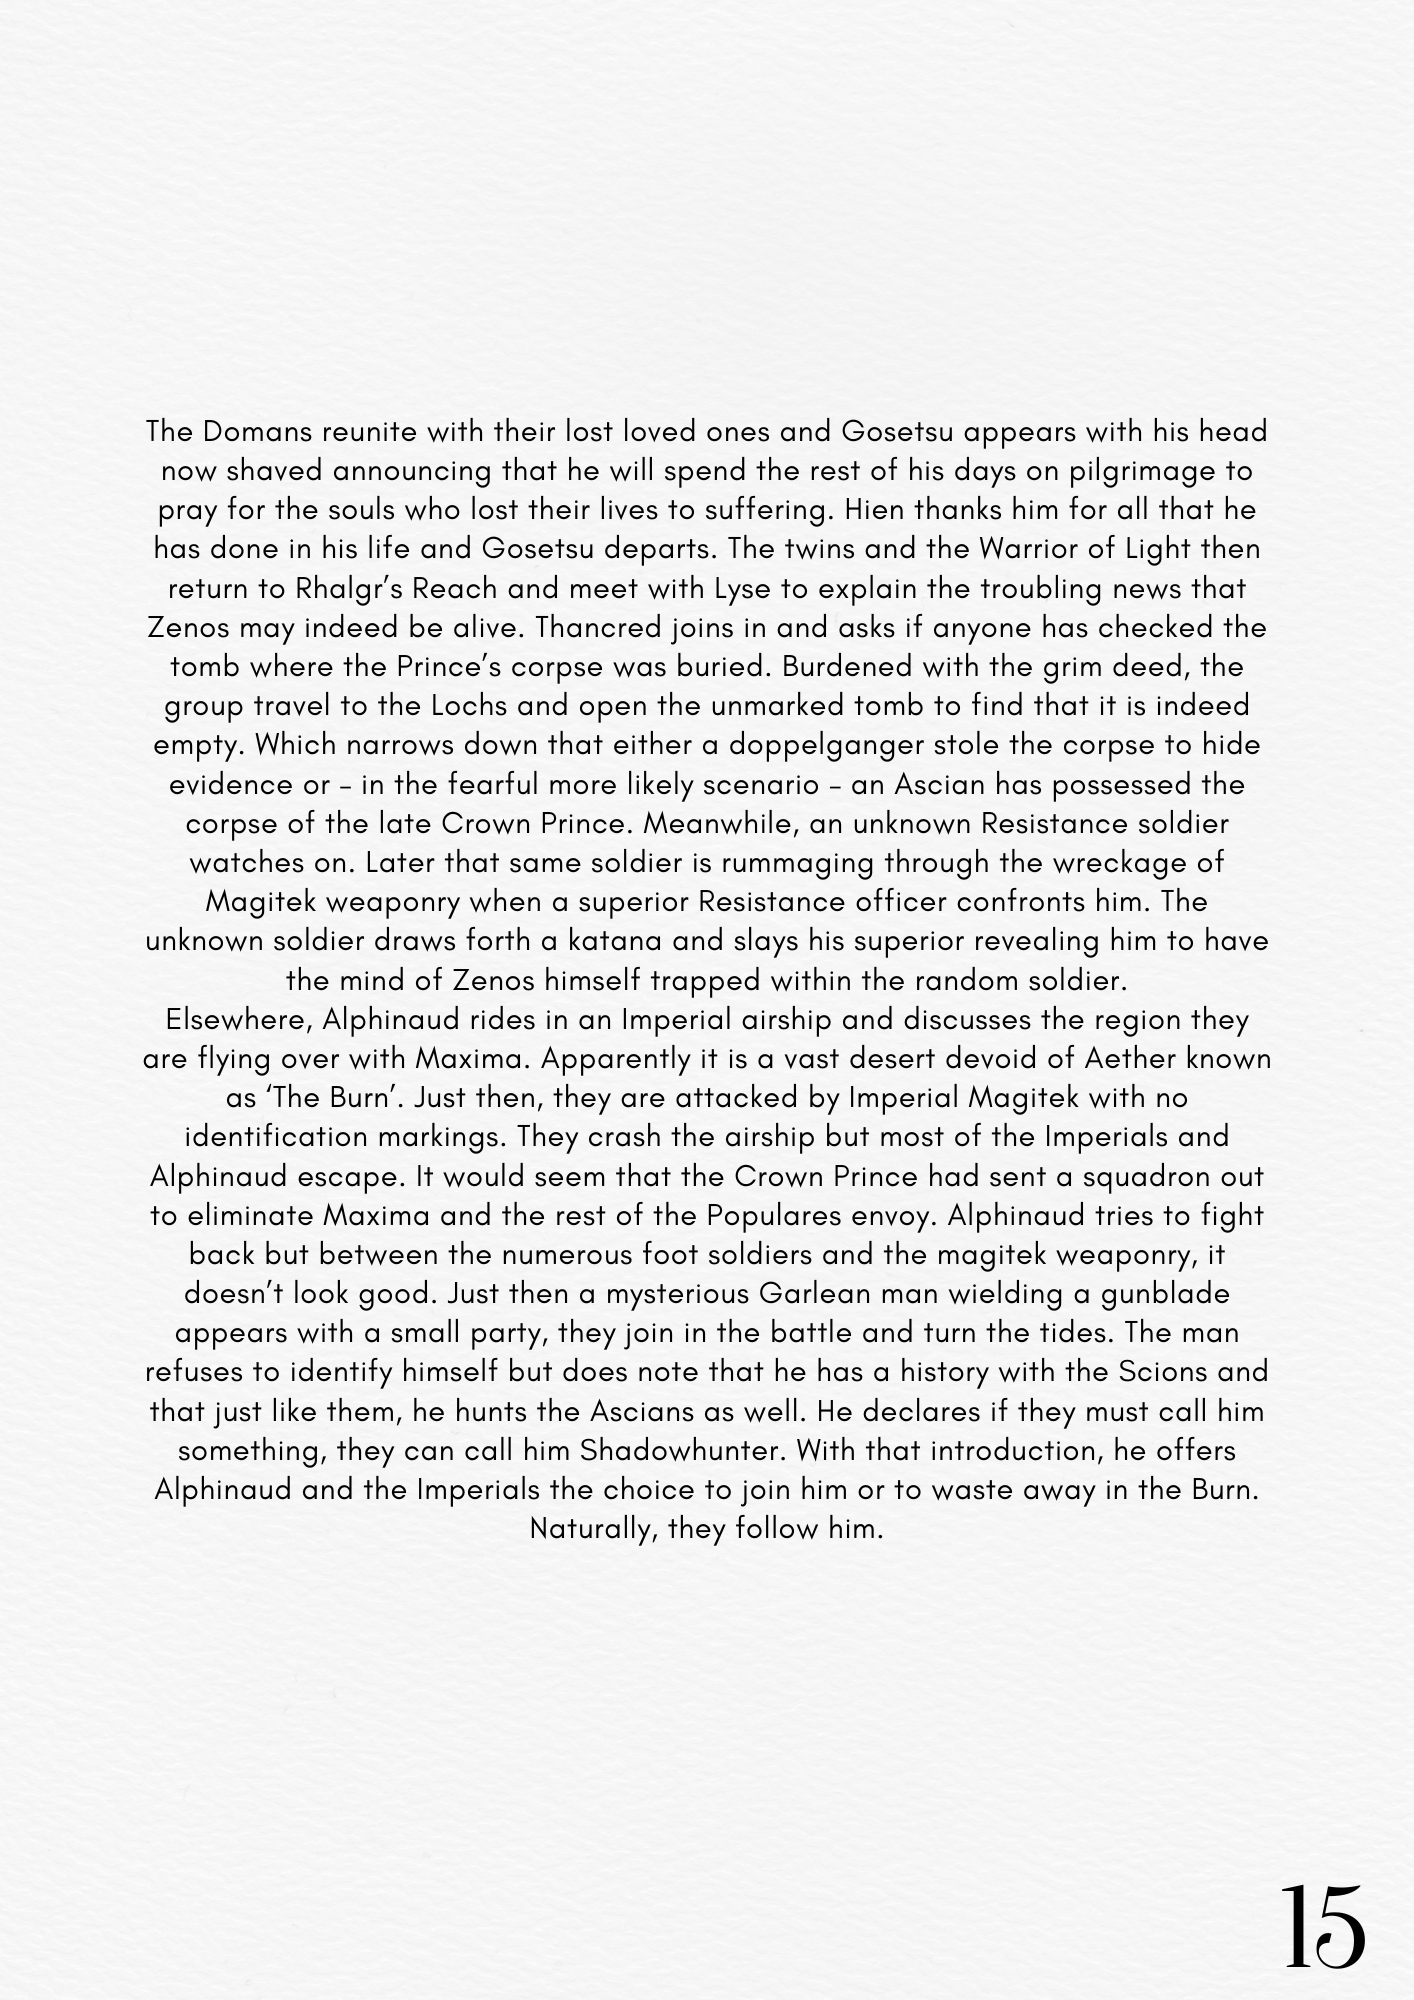 The Domans reunite with their lost loved ones and Gosetsu appears with his head
now shaved announcing that he will spend the rest of his days on pilgrimage to
pray for the souls who lost their lives to suffering. Hien thanks him for all that he
has done in his life and Gosetsu departs. The twins and the Warrior of Light then
return to Rhalgr’s Reach and meet with Lyse to explain the troubling news that
Zenos may indeed be alive. Thancred joins in and asks if anyone has checked the
tomb where the Prince’s corpse was buried. Burdened with the grim deed, the
group travel to the Lochs and open the unmarked tomb to find that it is indeed
empty. Which narrows down that either a doppelganger stole the corpse to hide
evidence or – in the fearful more likely scenario – an Ascian has possessed the
corpse of the late Crown Prince. Meanwhile, an unknown Resistance soldier
watches on. Later that same soldier is rummaging through the wreckage of
Magitek weaponry when a superior Resistance officer confronts him. The
unknown soldier draws forth a katana and slays his superior revealing him to have
the mind of Zenos himself trapped within the random soldier.
Elsewhere, Alphinaud rides in an Imperial airship and discusses the region they
are flying over with Maxima. Apparently it is a vast desert devoid of Aether known
as ‘The Burn’. Just then, they are attacked by Imperial Magitek with no
identification markings. They crash the airship but most of the Imperials and
Alphinaud escape. It would seem that the Crown Prince had sent a squadron out
to eliminate Maxima and the rest of the Populares envoy. Alphinaud tries to fight
back but between the numerous foot soldiers and the magitek weaponry, it
doesn’t look good. Just then a mysterious Garlean man wielding a gunblade
appears with a small party, they join in the battle and turn the tides. The man
refuses to identify himself but does note that he has a history with the Scions and
that just like them, he hunts the Ascians as well. He declares if they must call him
something, they can call him Shadowhunter. With that introduction, he offers
Alphinaud and the Imperials the choice to join him or to waste away in the Burn.
Naturally, they follow him.
15